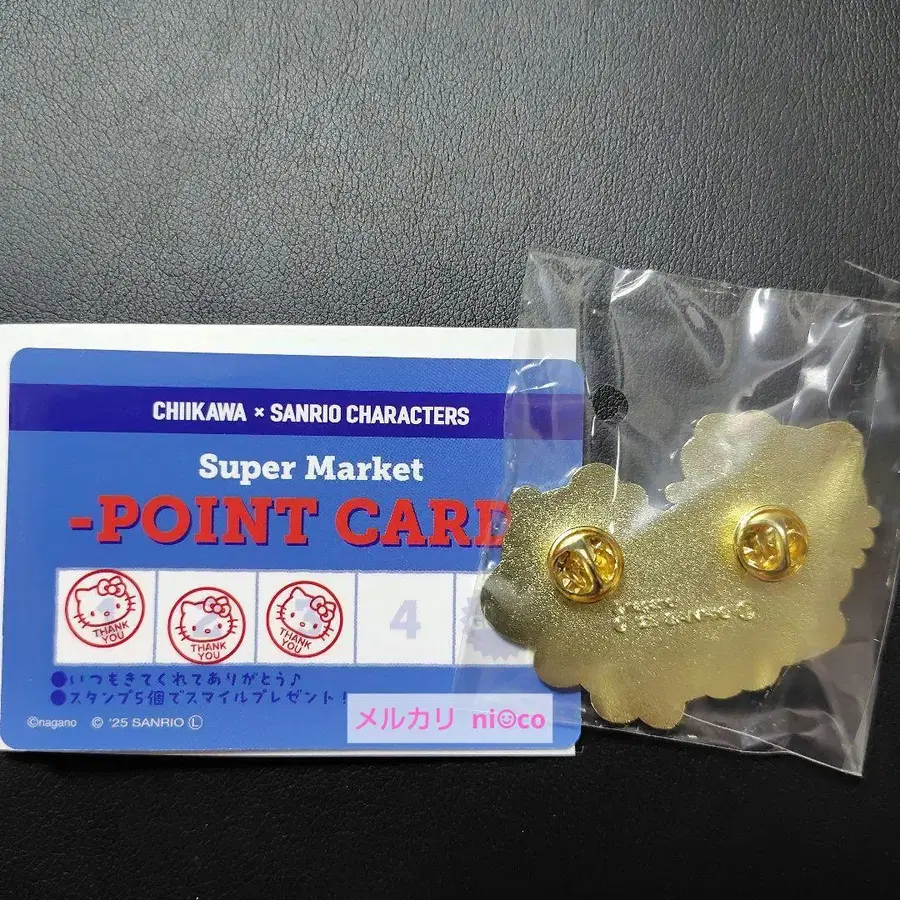 CHIIKAWA × SANRIO CHARACTERS
Super Market
-POINT CARD
THANK YOU
THANK YOU
THANK YOU
4
●いつもきてくれてありがとう♪
●スタンプ5個でスマイルプレゼント!
©nagano © '25 SANRIO Ⓛ
メルカリ ni☺co